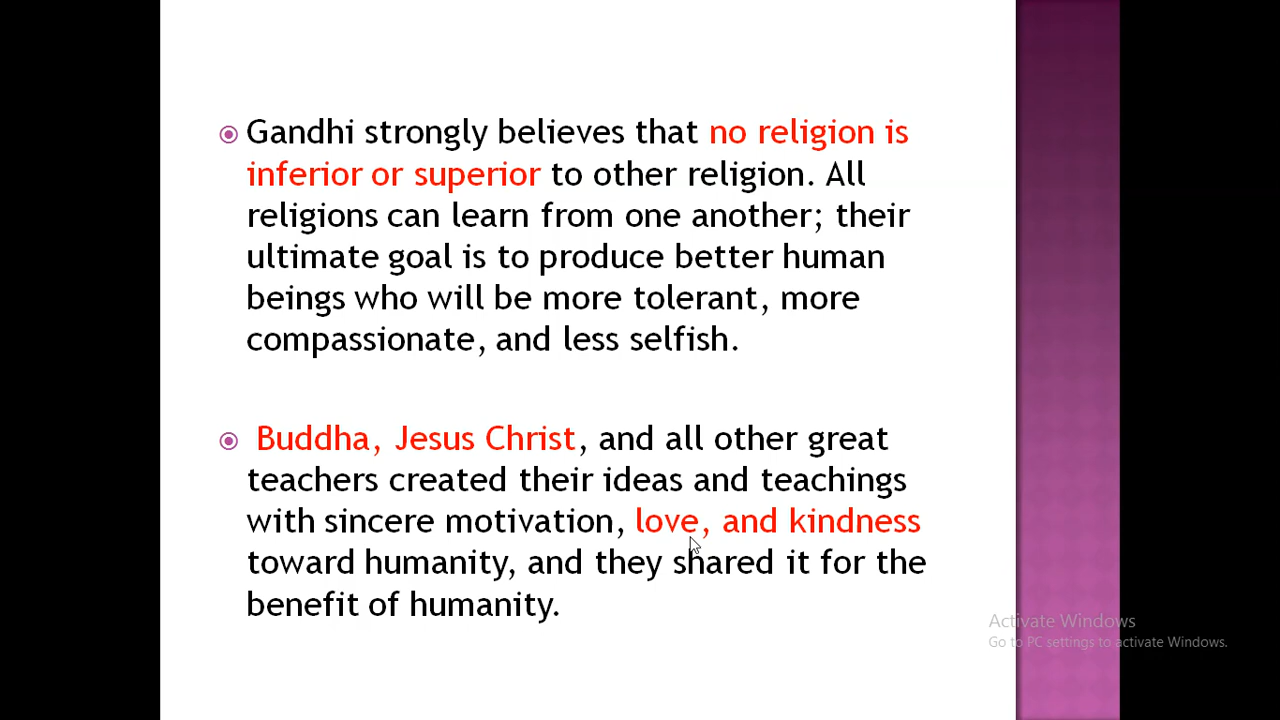 Gandhi strongly believes that no religion is
inferior or superior to other religion. All
religions can learn from one another; their
ultimate goal is to produce better human
beings who will be more tolerant, more
compassionate, and less selfish.
Buddha, Jesus Christ, and all other great
teachers created their ideas and teachings
with sincere motivation, love, and kindness
toward humanity, and they shared it for the
benefit of humanity.
Activate Windows
Go to PC settings to activate Windows.